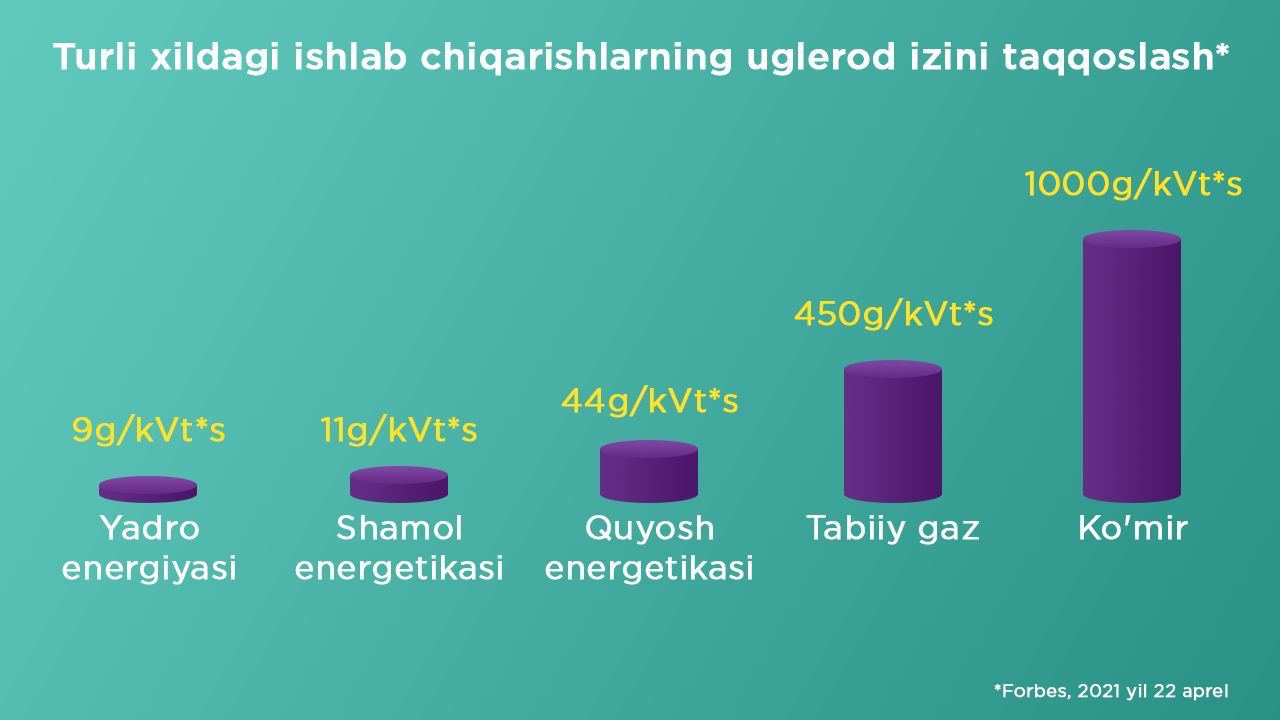 Turli xildagi ishlab chiqarishlarning uglerod izini taqqoslash*
9g/kVt*s
11g/kVt*s
44g/kVt*s
450g/kVt*s
1000g/kVt*s
Yadro
energiyasi
Shamol
energetikasi
Quyosh
energetikasi
Tabiiy gaz
Ko'mir
*Forbes, 2021 yil 22 aprel